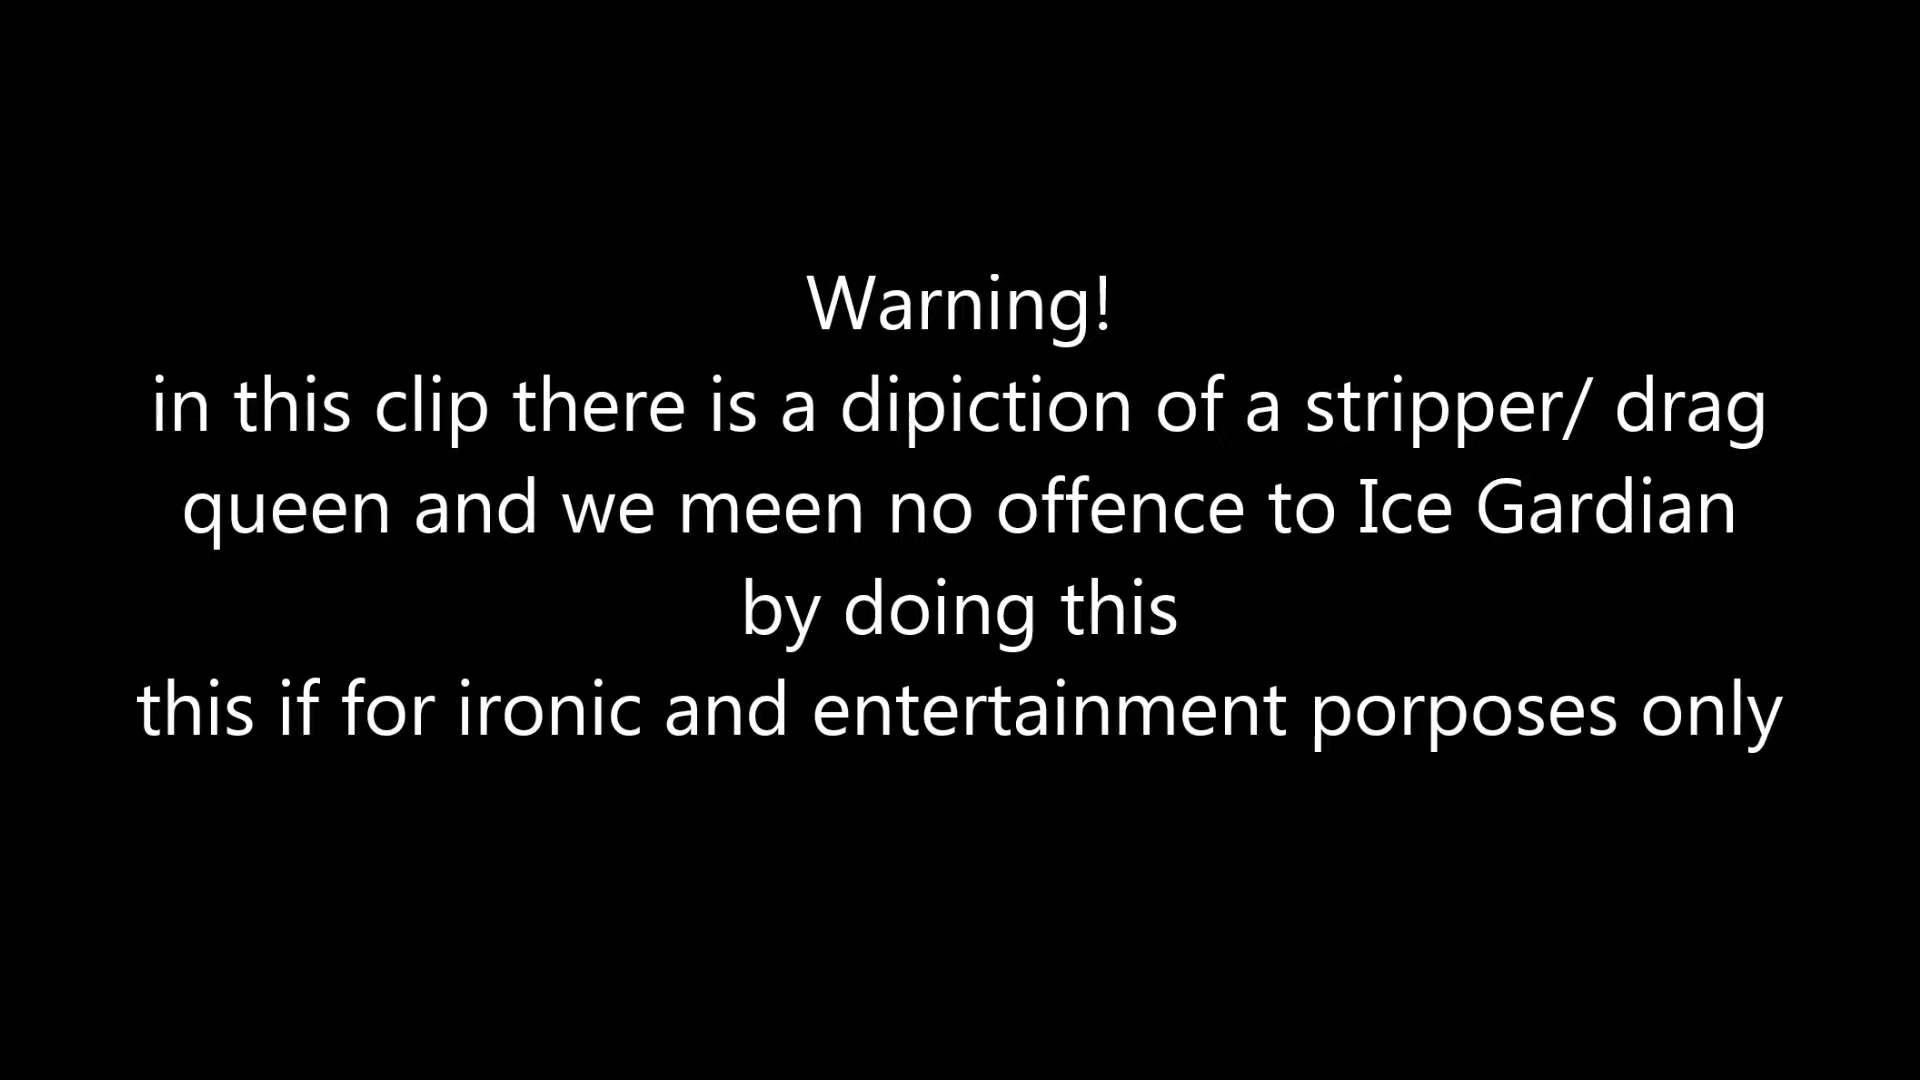 Warning!
in this clip there is a dipiction of a stripper/ drag
queen and we meen no offence to Ice Gardian
by doing this
this if for ironic and entertainment porposes only